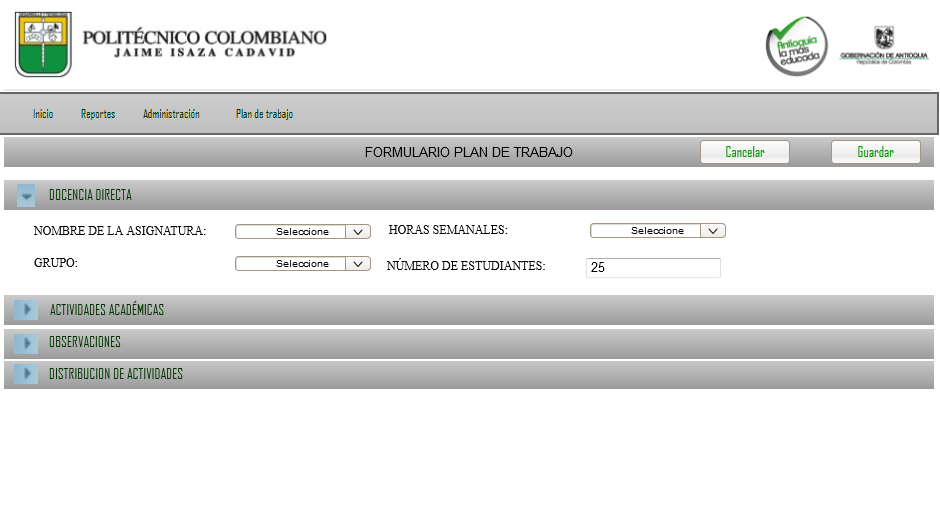 POLITÉCNICO COLOMBIANO
JAIME ISAZA CADAVID
Antioquia
la más
educada
GOBERNACIÓN DE ANTIOQUIA
República de Colombia
Inicio Reportes Administración Plan de trabajo
FORMULARIO PLAN DE TRABAJO Cancelar Guardar
DOCENCIA DIRECTA
NOMBRE DE LA ASIGNATURA: Seleccione HORAS SEMANALES: Seleccione
GRUPO: Seleccione NÚMERO DE ESTUDIANTES: 25
ACTIVIDADES ACADÉMICAS
OBSERVACIONES
DISTRIBUCION DE ACTIVIDADES